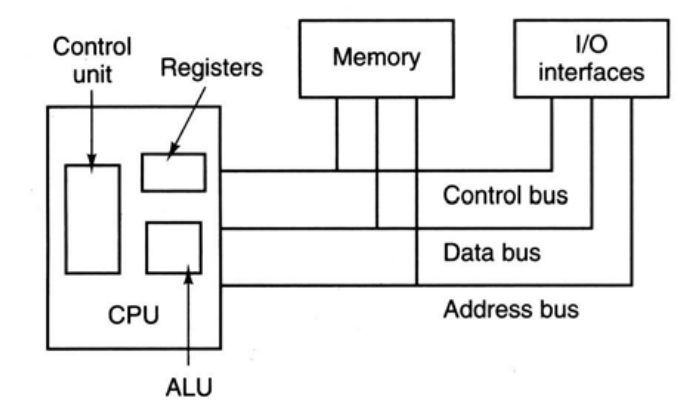 Control
unit
Registers
Memory
I/O
interfaces
Control bus
Data bus
Address bus
CPU
ALU